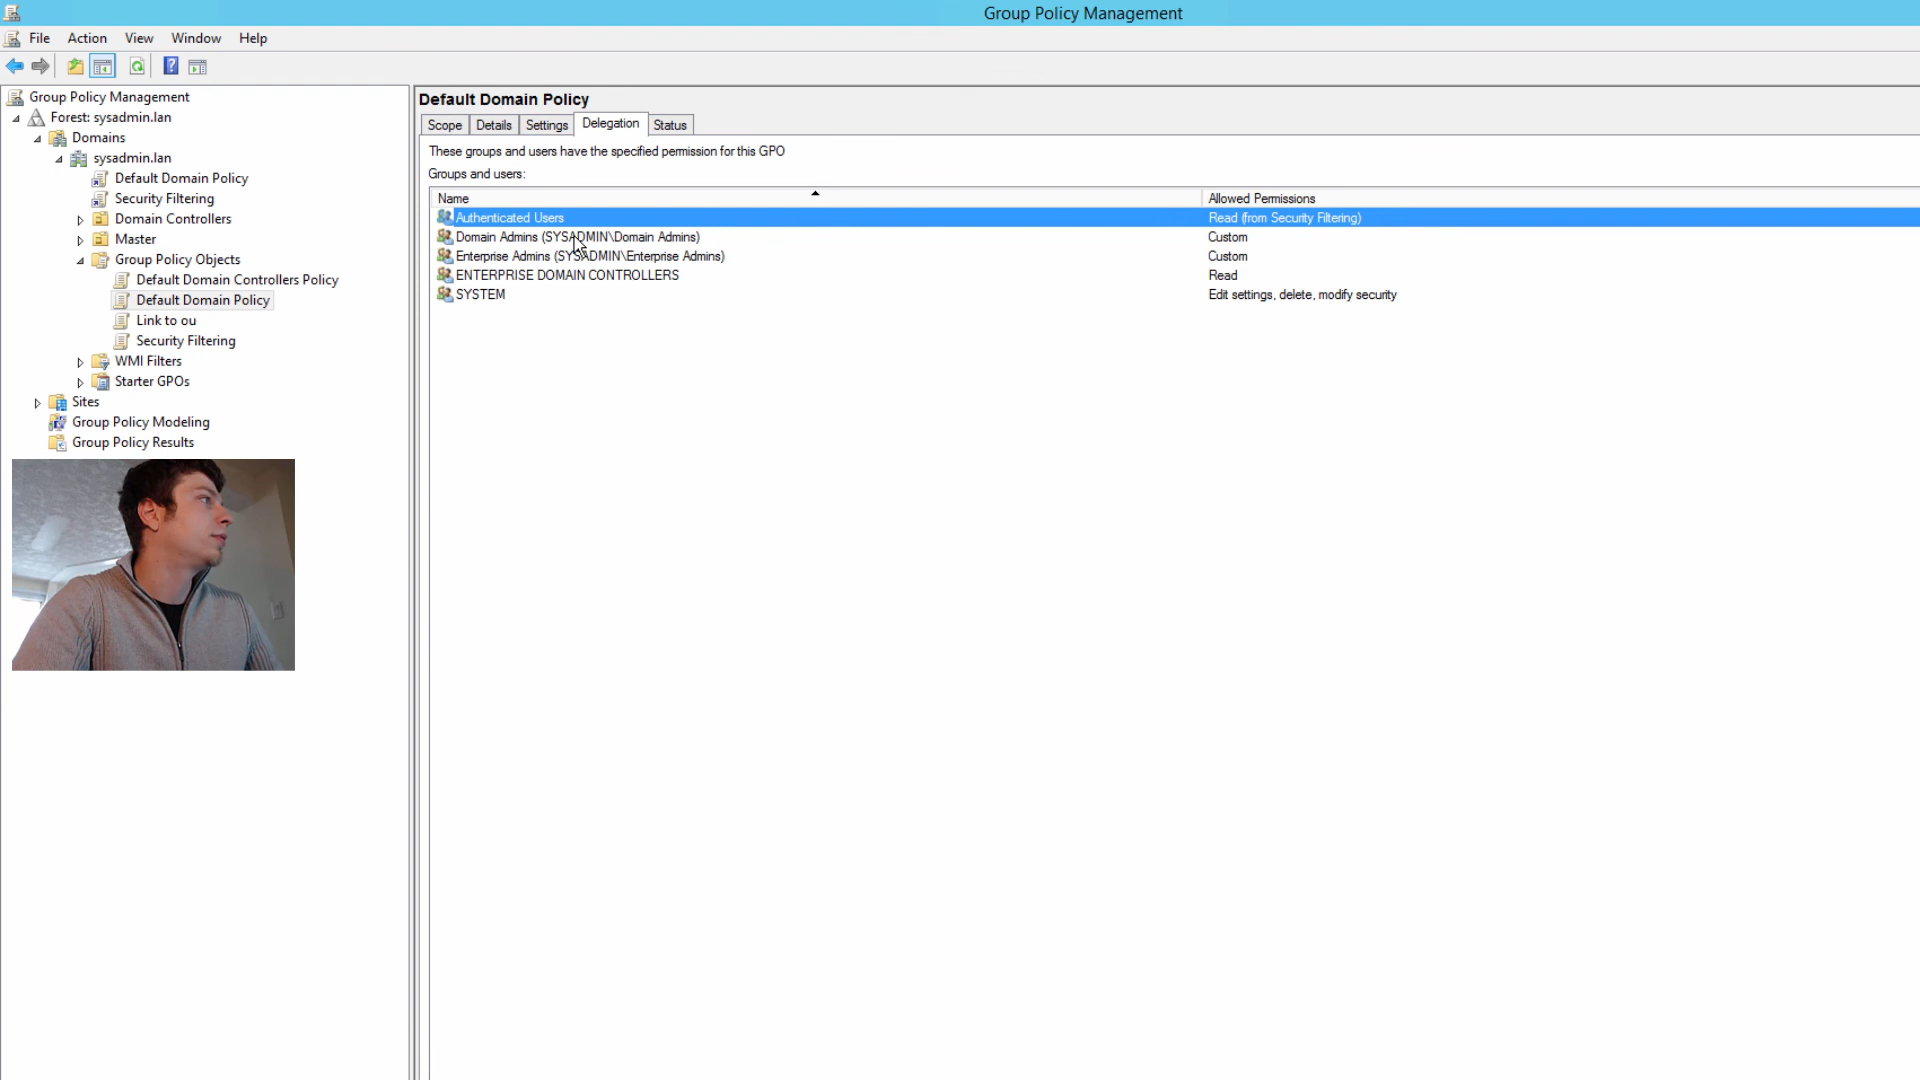 Group Policy Management
File Action View Window Help
Group Policy Management
Forest: sysadmin.lan
Domains
sysadmin.lan
Default Domain Policy
Security Filtering
Domain Controllers
Master
Group Policy Objects
Default Domain Controllers Policy
Default Domain Policy
Link to ou
Security Filtering
WMI Filters
Starter GPOs
Sites
Group Policy Modeling
Group Policy Results
Default Domain Policy
Scope Details Settings Delegation Status
These groups and users have the specified permission for this GPO
Groups and users:
Name Allowed Permissions
Authenticated Users Read (from Security Filtering)
Domain Admins (SYSADMIN\Domain Admins) Custom
Enterprise Admins (SYSADMIN\Enterprise Admins) Custom
ENTERPRISE DOMAIN CONTROLLERS Read
SYSTEM Edit settings, delete, modify security